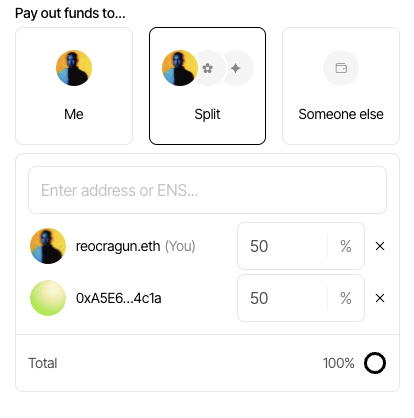 Pay out funds to...
Me
Split
Someone else
Enter address or ENS...
reocragun.eth (You) 50 %
0xA5E6...4c1a 50 %
Total 100%